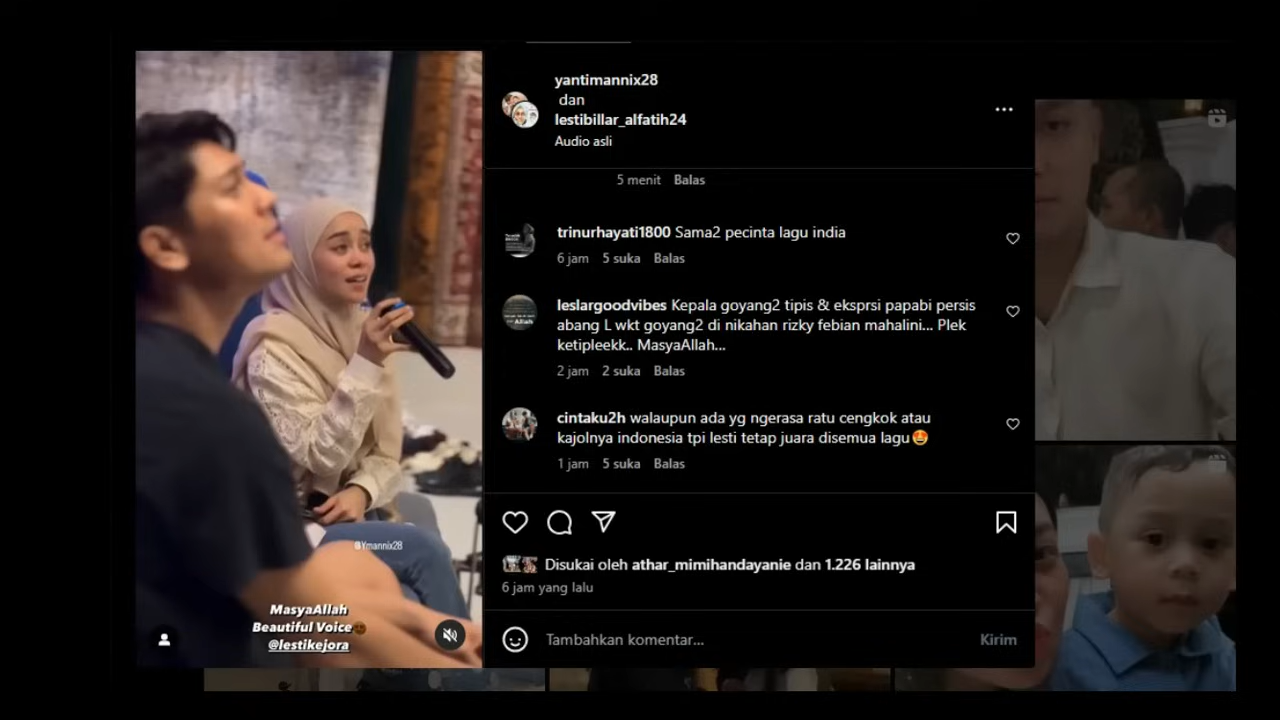 yantimannix28
dan
lestibillar_alfatih24
Audio asli
5 menit Balas
trinurhayati1800 Sama2 pecinta lagu india
6 jam 5 suka Balas
leslargoodvibes Kepala goyang2 tipis & eksprsi papabi persis
abang L wkt goyang2 di nikahan rizky febian mahalini... Plek
ketipleekk.. MasyaAllah...
2 jam 2 suka Balas
cintaku2h walaupun ada yg ngerasa ratu cengkok atau
kajolnya indonesia tpi lesti tetap juara disemua lagu🤩
1 jam 5 suka Balas
Disukai oleh athar_mimihandayanie dan 1.226 lainnya
6 jam yang lalu
Tambahkan komentar... Kirim
@Ymannix28
MasyaAllah
Beautiful Voice
@lestikejora